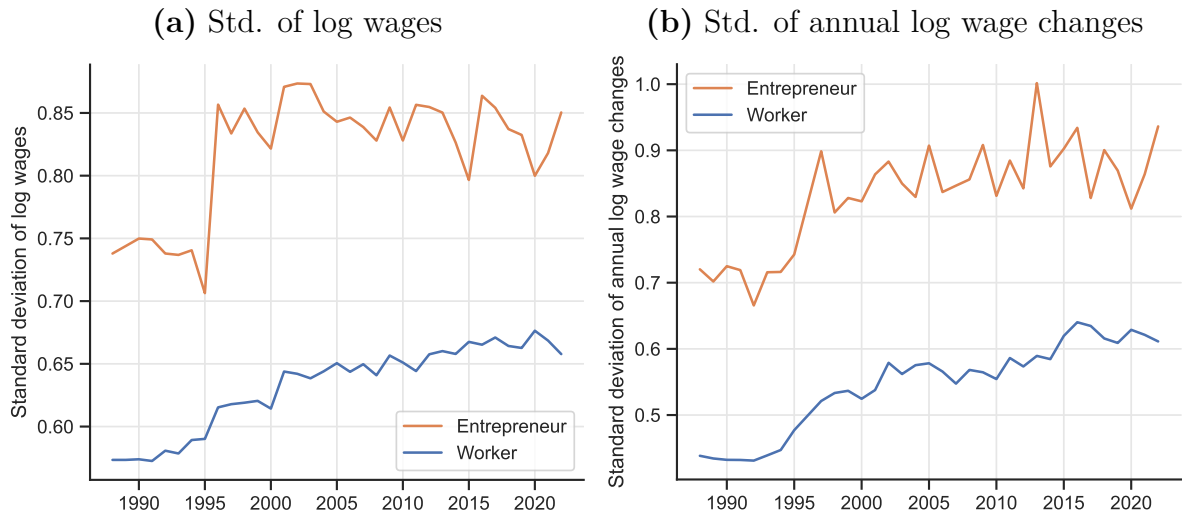 (a) Std. of log wages
Standard deviation of log wages
0.85
0.80
0.75
0.70
0.65
0.60
Entrepreneur
Worker
1990 1995 2000 2005 2010 2015 2020
(b) Std. of annual log wage changes
Standard deviation of annual log wage changes
1.0
0.9
0.8
0.7
0.6
0.5
Entrepreneur
Worker
1990 1995 2000 2005 2010 2015 2020